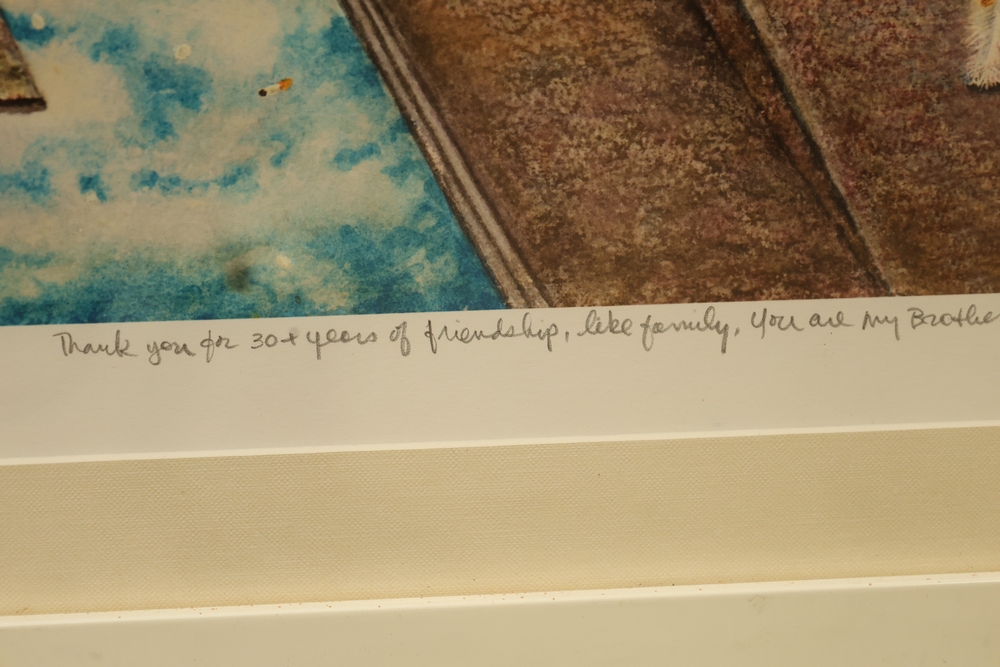 Thank you for 30+ years of friendship, like family, You are my Brothe